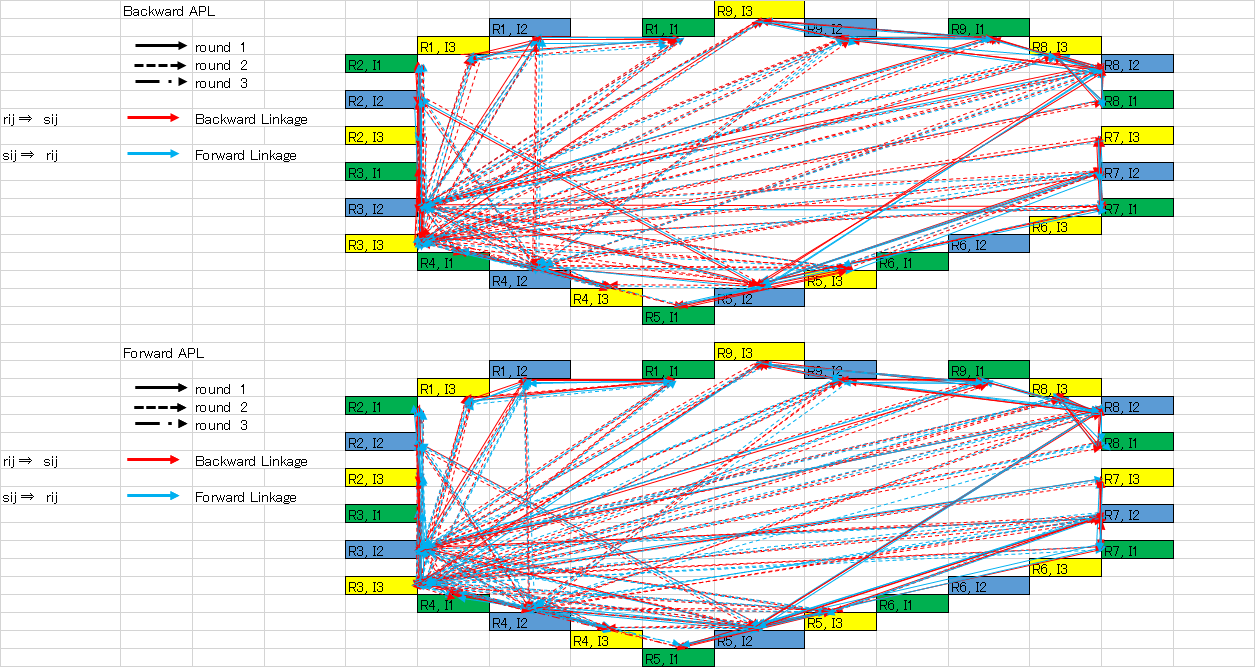 Backward APL
R9, I3
R1, I2
R1, I1
R9, I2
R9, I1
round 1
R1, I3
R8, I3
round 2
R2, I1
R8, I2
round 3
R2, I2
R8, I1
rij⇒ sij
Backward Linkage
R2, I3
R7, I3
sij⇒ rij
Forward Linkage
R3, I1
R7, I2
R3, I2
R7, I1
R6, I3
R3, I3
R6, I2
R4, I1
R6, I1
R4, I2
R5, I3
R4, I3
R5, I2
R5, I1
Forward APL
R9, I3
R1, I2
R1, I1
R9, I2
R9, I1
round 1
R1, I3
R8, I3
round 2
R2, I1
R8, I2
round 3
R2, I2
R8, I1
rij⇒ sij
Backward Linkage
R2, I3
R7, I3
sij⇒ rij
Forward Linkage
R3, I1
R7, I2
R3, I2
R7, I1
R6, I3
R3, I3
R6, I2
R4, I1
R6, I1
R4, I2
R5, I3
R4, I3
R5, I2
R5, I1